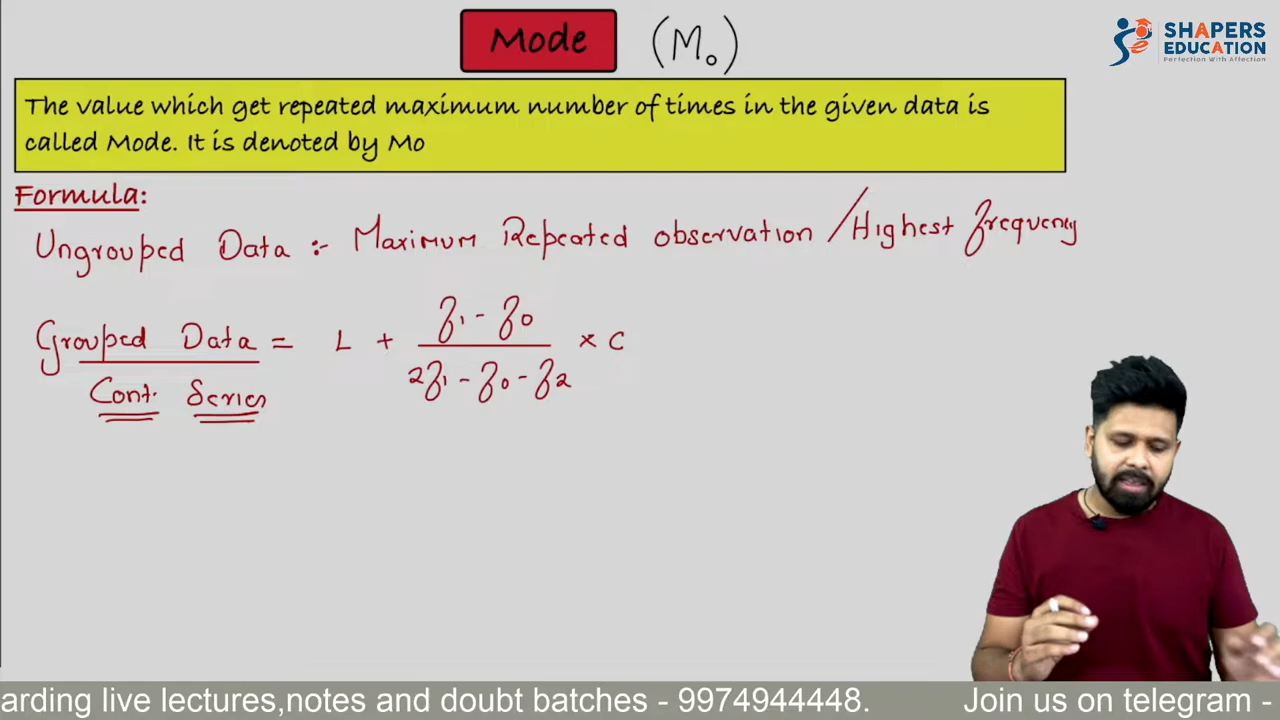 Mode (Mo)
SHAPERS
EDUCATION
Perfection With Affection
The value which get repeated maximum number of times in the given data is
called Mode. It is denoted by Mo
Formula:
Ungrouped Data :- Maximum Repeated observation / Highest frequency
Grouped Data = L + f1 - f0 / 2f1 - f0 - f2 × C
Cont. Series
arding live lectures,notes and doubt batches - 9974944448. Join us on telegram -